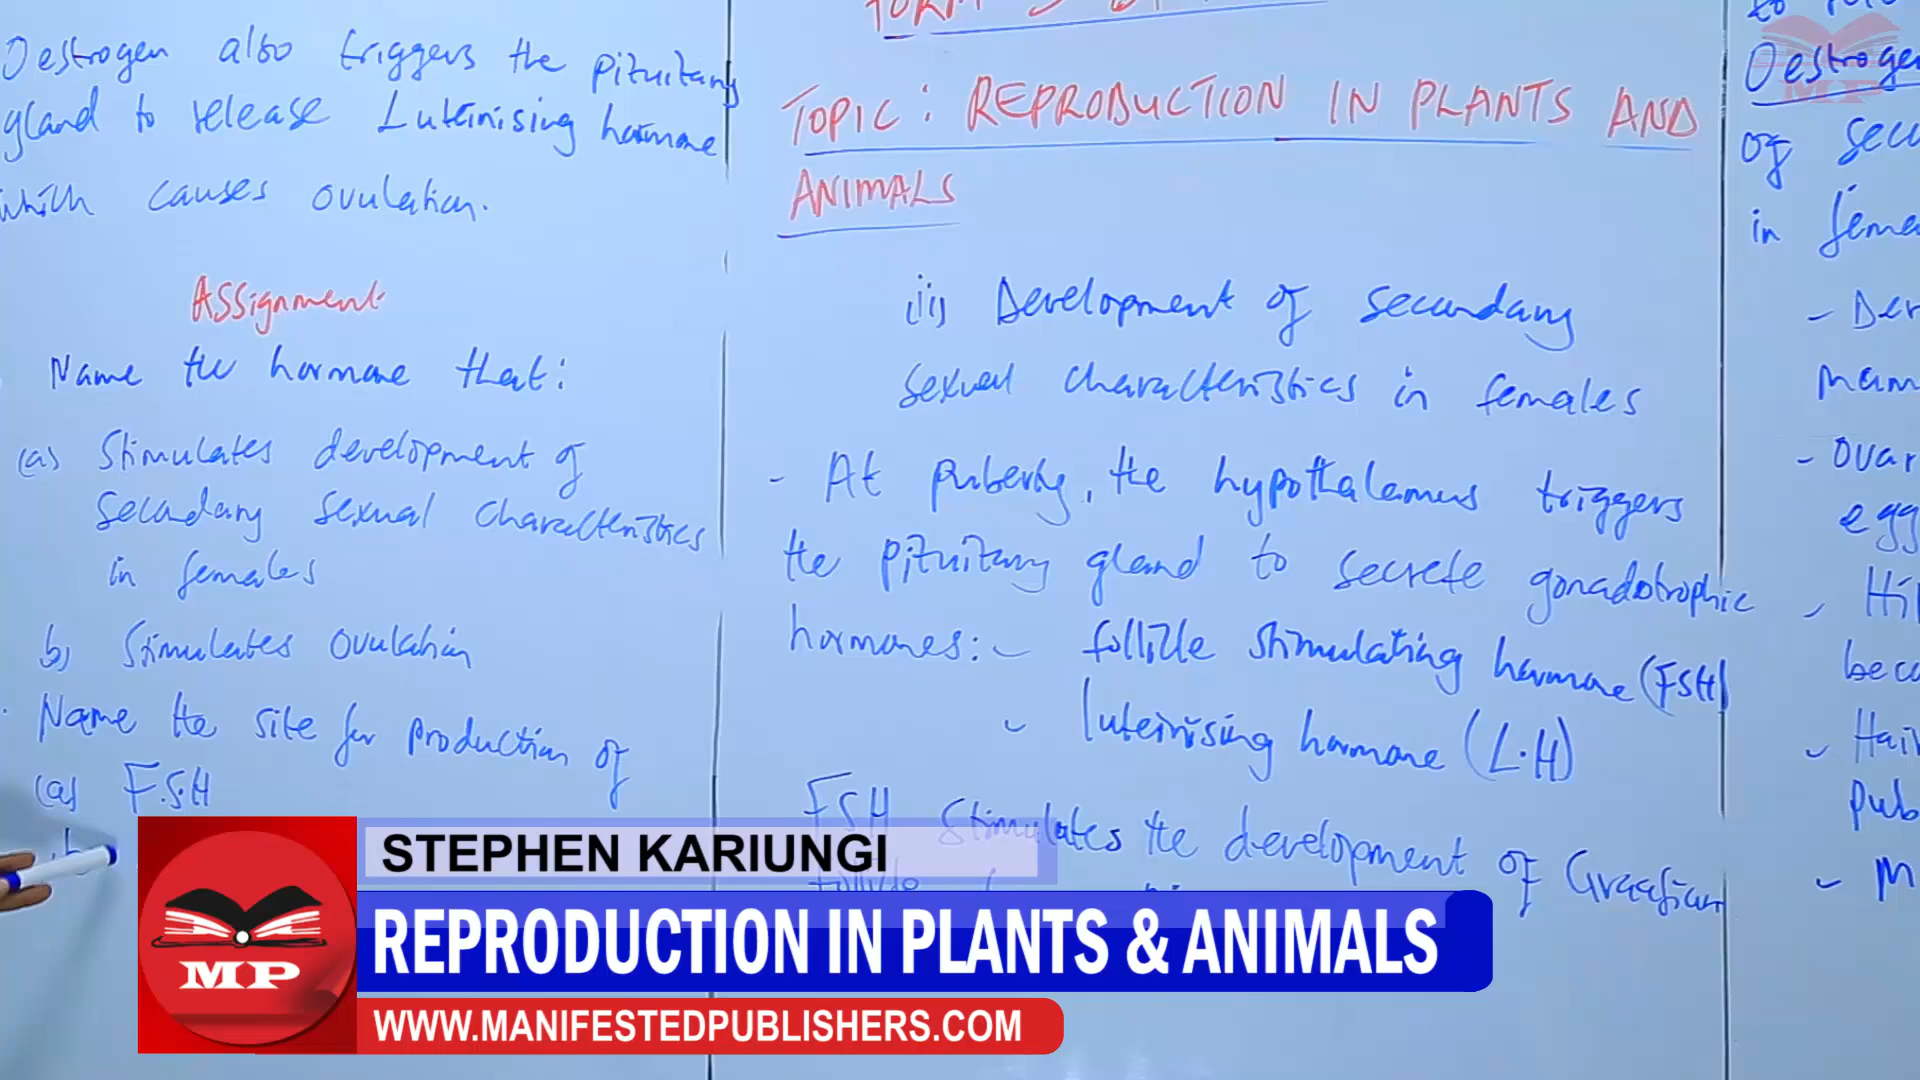 Oestrogen also triggers the pituitary
gland to release Luteinising hormone
which causes ovulation.
Assignment
Name the hormone that:
(a) Stimulates development of
secondary sexual characteristics
in females
b) Stimulates ovulation
Name the site for production of
(a) F.S.H
b
TOPIC: REPRODUCTION IN PLANTS AND
ANIMALS
(ii) Development of secondary
sexual characteristics in females
- At puberty, the hypothalamus triggers
the pituitary gland to secrete gonadotrophic
hormones: - follicle stimulating hormone (FSH)
- luteinising hormone (L.H)
FSH stimulates the development of Graafian
Oestrogen
of
in
-
-
-
-
- M
MP
STEPHEN KARIUNGI
REPRODUCTION IN PLANTS & ANIMALS
WWW.MANIFESTEDPUBLISHERS.COM
MP